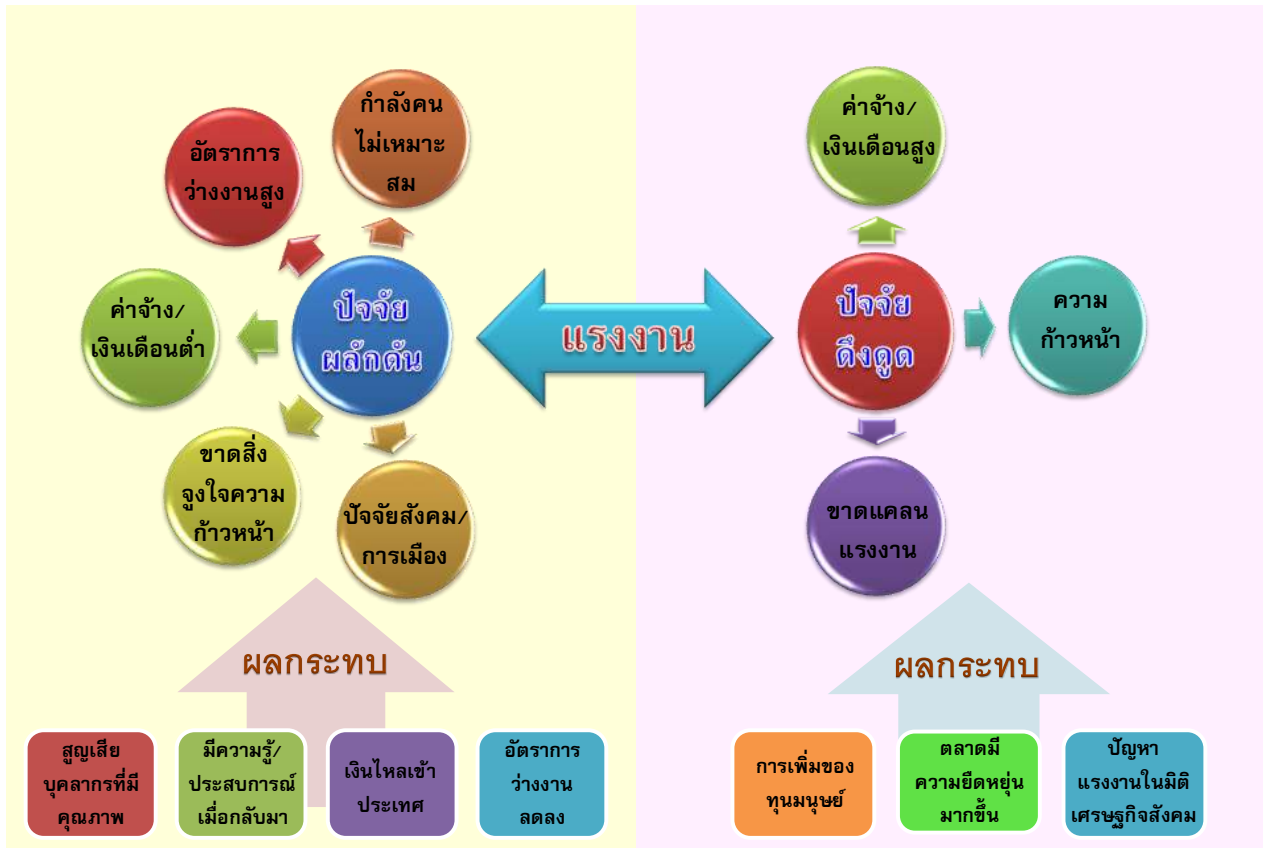 กำลังคน
ไม่เหมาะ
สม
อัตราการ
ว่างงานสูง
ค่าจ้าง/
เงินเดือนต่ำ
ปัจจัย
ผลักดัน
ขาดสิ่ง
จูงใจความ
ก้าวหน้า
ปัจจัยสังคม/
การเมือง
แรงงาน
ค่าจ้าง/
เงินเดือนสูง
ปัจจัย
ดึงดูด
ความ
ก้าวหน้า
ขาดแคลน
แรงงาน
ผลกระทบ
สูญเสีย
บุคลากรที่มี
คุณภาพ
มีความรู้/
ประสบการณ์
เมื่อกลับมา
เงินไหลเข้า
ประเทศ
อัตราการ
ว่างงาน
ลดลง
ผลกระทบ
การเพิ่มของ
ทุนมนุษย์
ตลาดมี
ความยืดหยุ่น
มากขึ้น
ปัญหา
แรงงานในมิติ
เศรษฐกิจสังคม